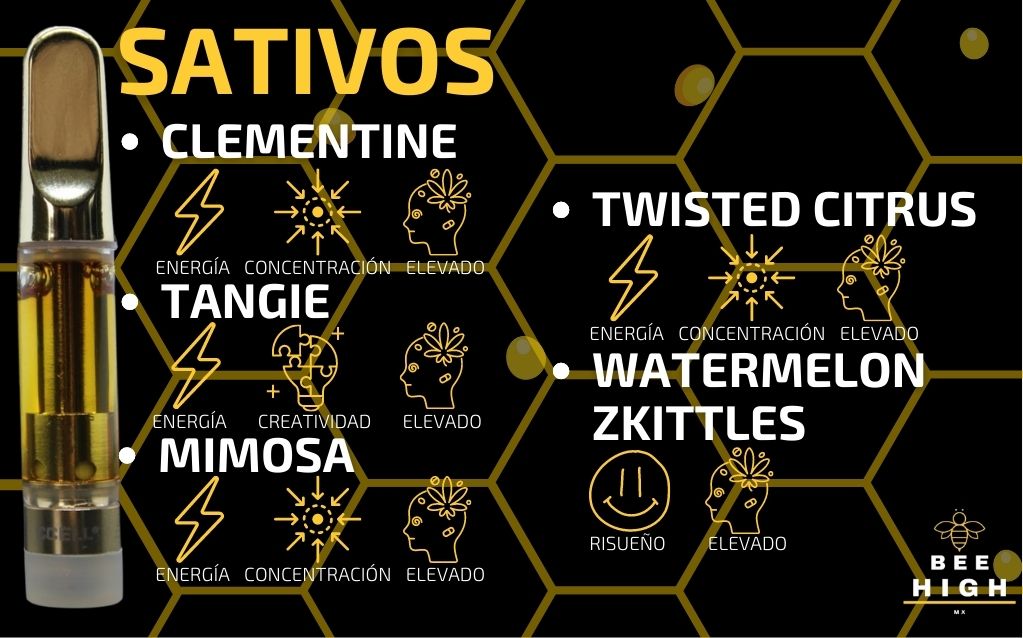 SATIVOS
• CLEMENTINE
ENERGÍA CONCENTRACIÓN ELEVADO
• TANGIE
ENERGÍA CREATIVIDAD ELEVADO
• MIMOSA
ENERGÍA CONCENTRACIÓN ELEVADO
• TWISTED CITRUS
ENERGÍA CONCENTRACIÓN ELEVADO
• WATERMELON
ZKITTLES
RISUEÑO ELEVADO
CCELL®
BEE
HIGH
MX